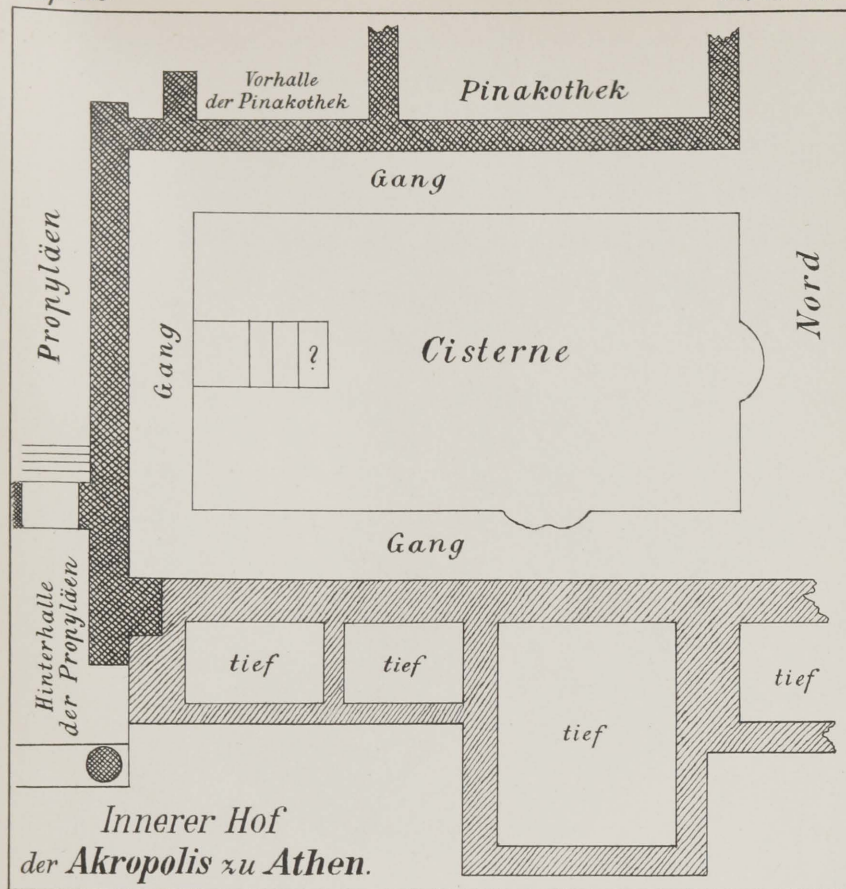 Vorhalle
der Pinakothek
Pinakothek
Gang
Propyläen
Nord
Gang
Cisterne
?
Gang
Hinterhalle
der Propyläen
tief
tief
tief
tief
Innerer Hof
der Akropolis zu Athen.